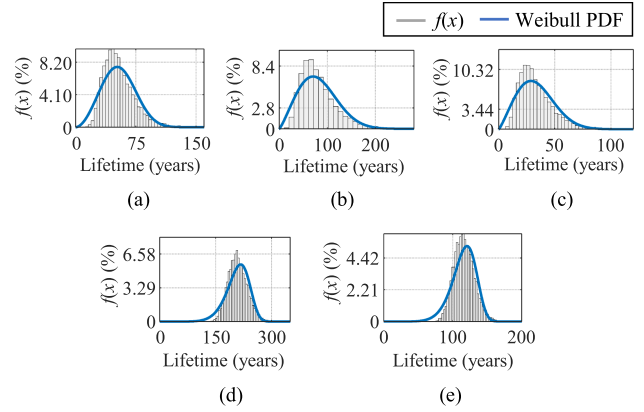 f(x) Weibull PDF
f(x) (%)
8.20
4.10
0
0 75 150
Lifetime (years)
(a)
f(x) (%)
8.4
2.8
0
0 100 200
Lifetime (years)
(b)
f(x) (%)
10.32
3.44
0
0 50 100
Lifetime (years)
(c)
f(x) (%)
6.58
3.29
0
0 150 300
Lifetime (years)
(d)
f(x) (%)
4.42
2.21
0
0 100 200
Lifetime (years)
(e)